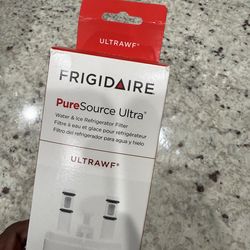 ULTRAWF®
FRIGIDAIRE
PureSource Ultra®
Water & Ice Refrigerator Filter
Filtre à eau et glace pour réfrigérateur
Filtro del refrigerador para agua y hielo
ULTRAWF®